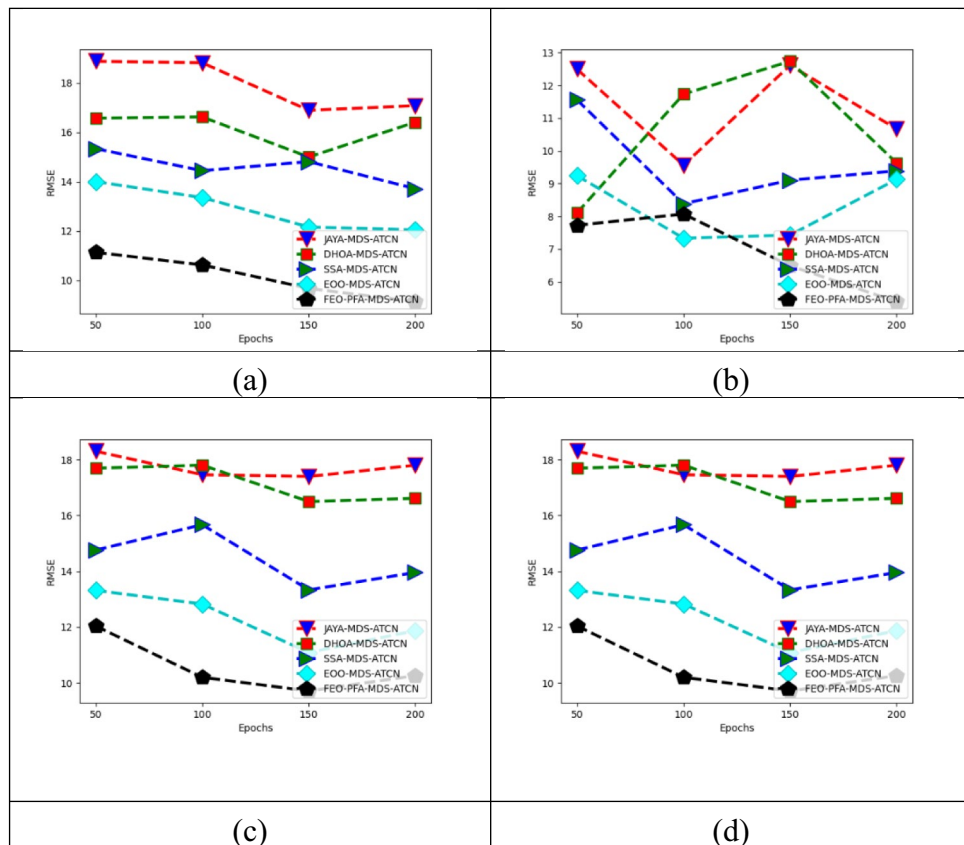 18
16
14
12
10
RMSE
50 100 150 200
Epochs
JAYA-MDS-ATCN
DHOA-MDS-ATCN
SSA-MDS-ATCN
EOO-MDS-ATCN
FEO-PFA-MDS-ATCN
(a)
13
12
11
10
9
8
7
6
RMSE
50 100 150 200
Epochs
JAYA-MDS-ATCN
DHOA-MDS-ATCN
SSA-MDS-ATCN
EOO-MDS-ATCN
FEO-PFA-MDS-ATCN
(b)
18
16
14
12
10
RMSE
50 100 150 200
Epochs
JAYA-MDS-ATCN
DHOA-MDS-ATCN
SSA-MDS-ATCN
EOO-MDS-ATCN
FEO-PFA-MDS-ATCN
(c)
18
16
14
12
10
RMSE
50 100 150 200
Epochs
JAYA-MDS-ATCN
DHOA-MDS-ATCN
SSA-MDS-ATCN
EOO-MDS-ATCN
FEO-PFA-MDS-ATCN
(d)